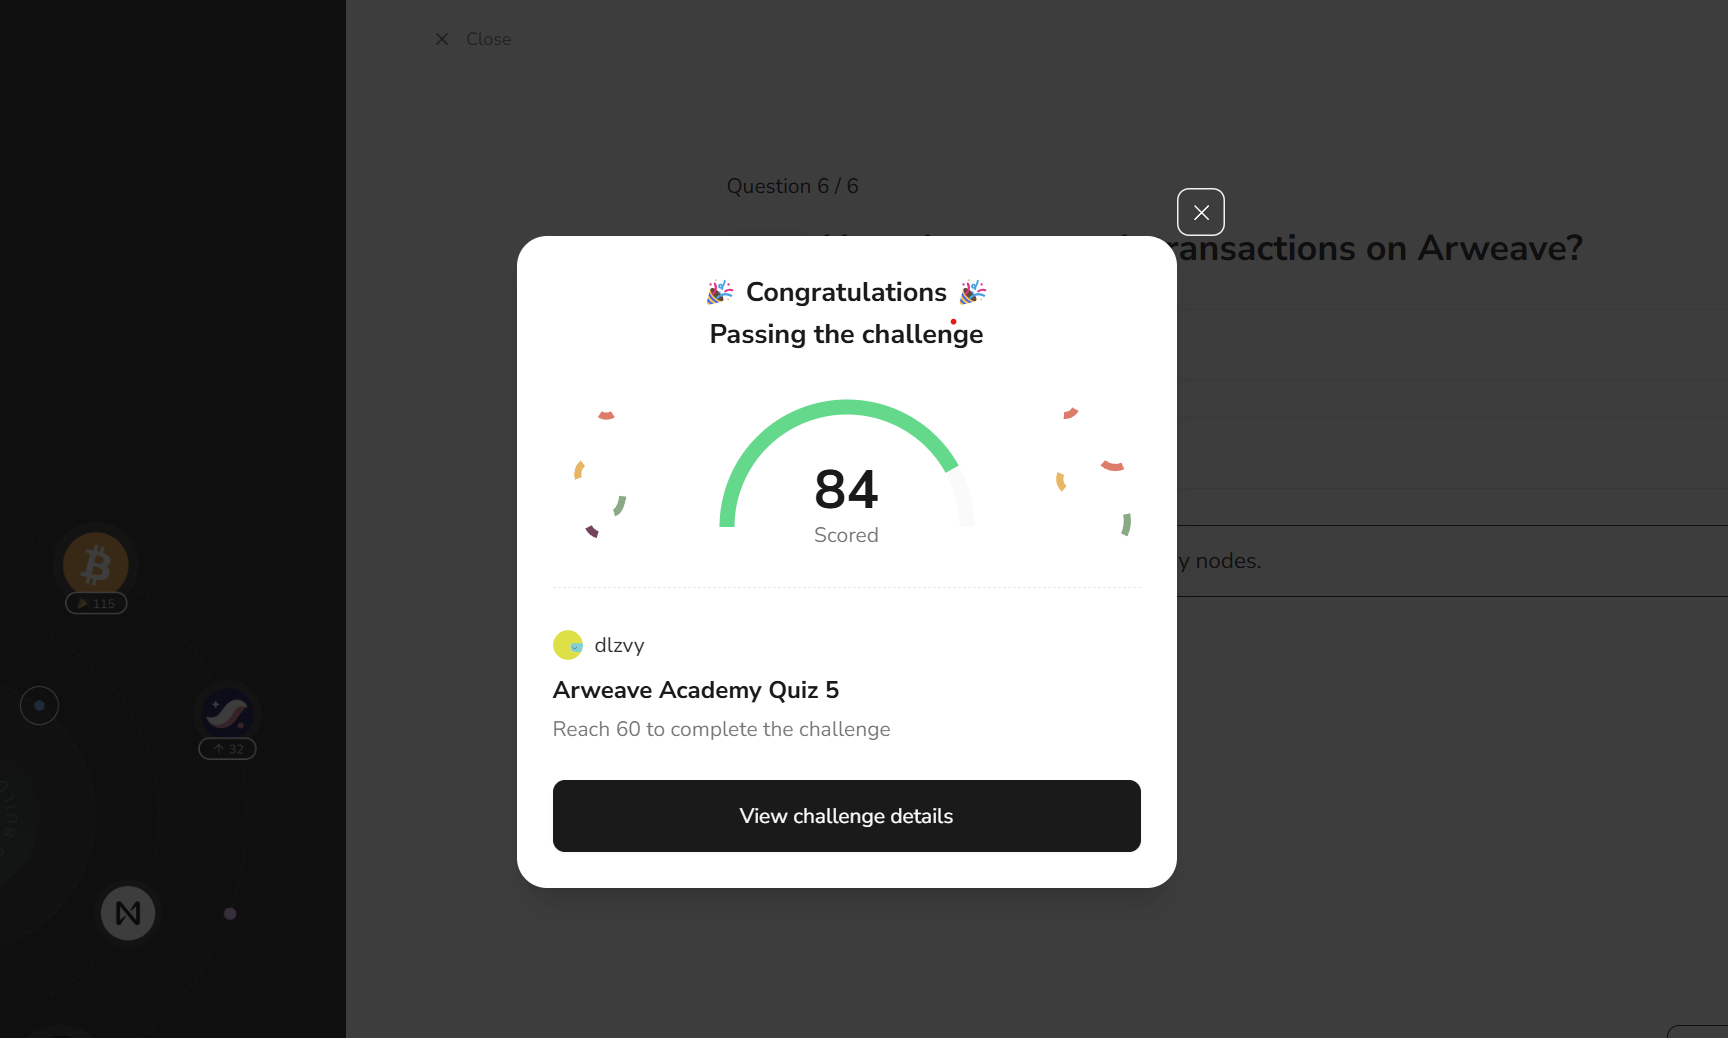 Close
Question 6 / 6
ransactions on Arweave?
🎉 Congratulations 🎉
Passing the challenge
84
Scored
y nodes.
115
32
dlzvy
Arweave Academy Quiz 5
Reach 60 to complete the challenge
View challenge details